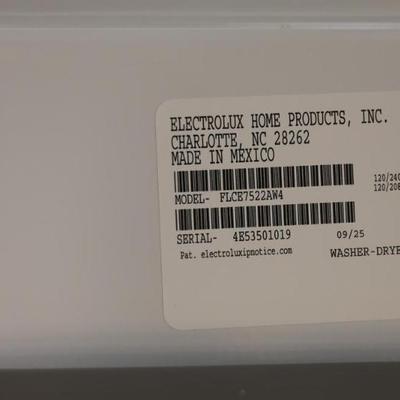 ELECTROLUX HOME PRODUCTS, INC.
CHARLOTTE, NC 28262
MADE IN MEXICO
120/240
120/208
MODEL- FLCE7522AW4
SERIAL- 4E53501019 09/25
Pat. electroluxipnotice.com WASHER-DRYE